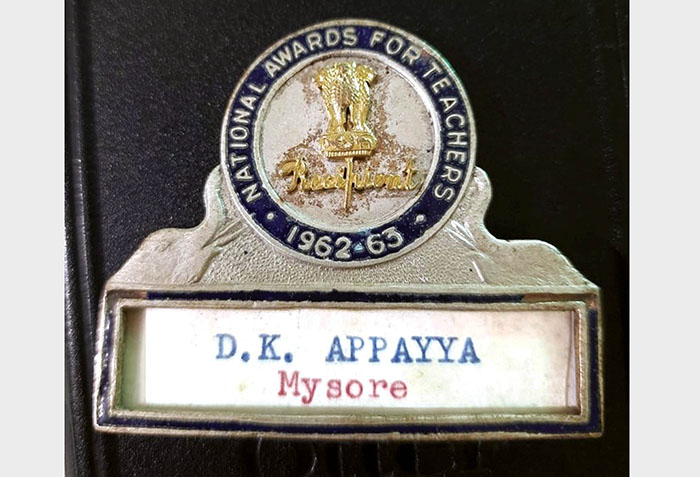 · NATIONAL AWARDS FOR TEACHERS ·
Recipient
1962-63
D.K. APPAYYA
Mysore